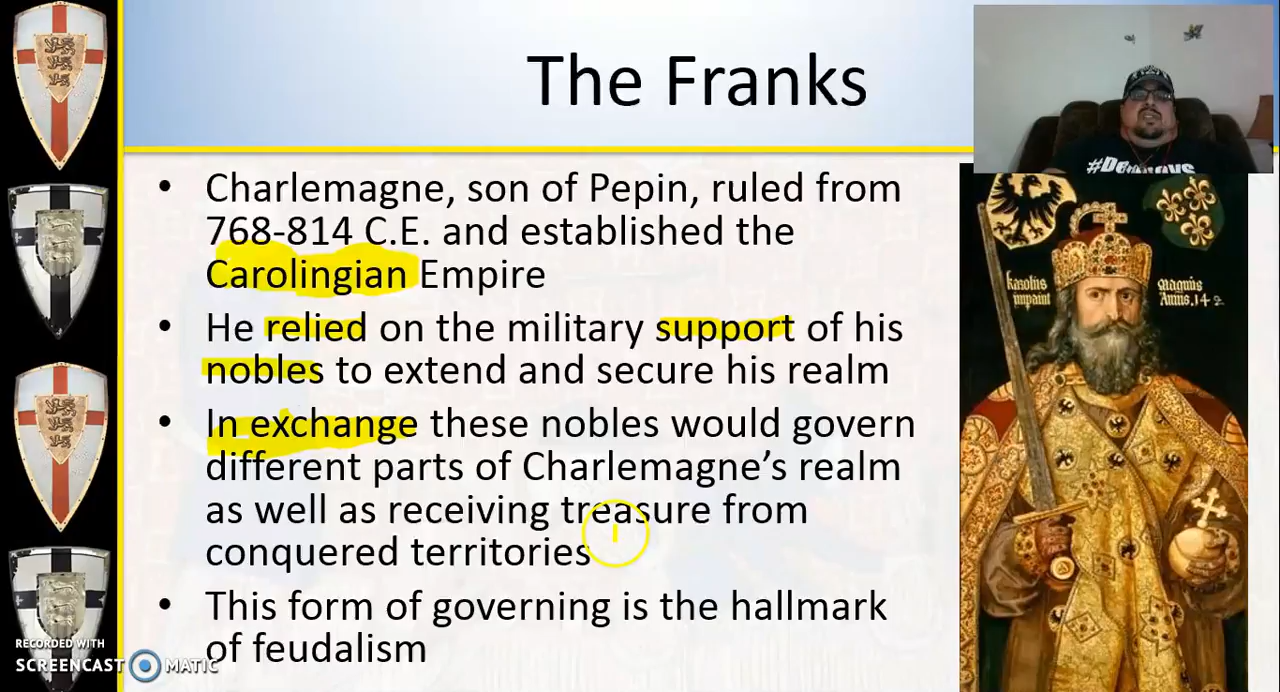 The Franks
• Charlemagne, son of Pepin, ruled from
768-814 C.E. and established the
Carolingian Empire
• He relied on the military support of his
nobles to extend and secure his realm
• In exchange these nobles would govern
different parts of Charlemagne’s realm
as well as receiving treasure from
conquered territories
• This form of governing is the hallmark
of feudalism
karolus
impaint
Magnus
Annis.14
RECORDED WITH
SCREENCAST MATIC